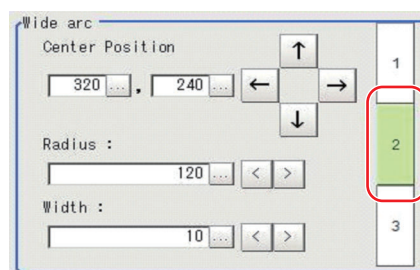 Wide arc
Center Position
320 ... , 240 ...
↑
← →
↓
Radius :
120 ... < >
Width :
10 ... < >
1
2
3